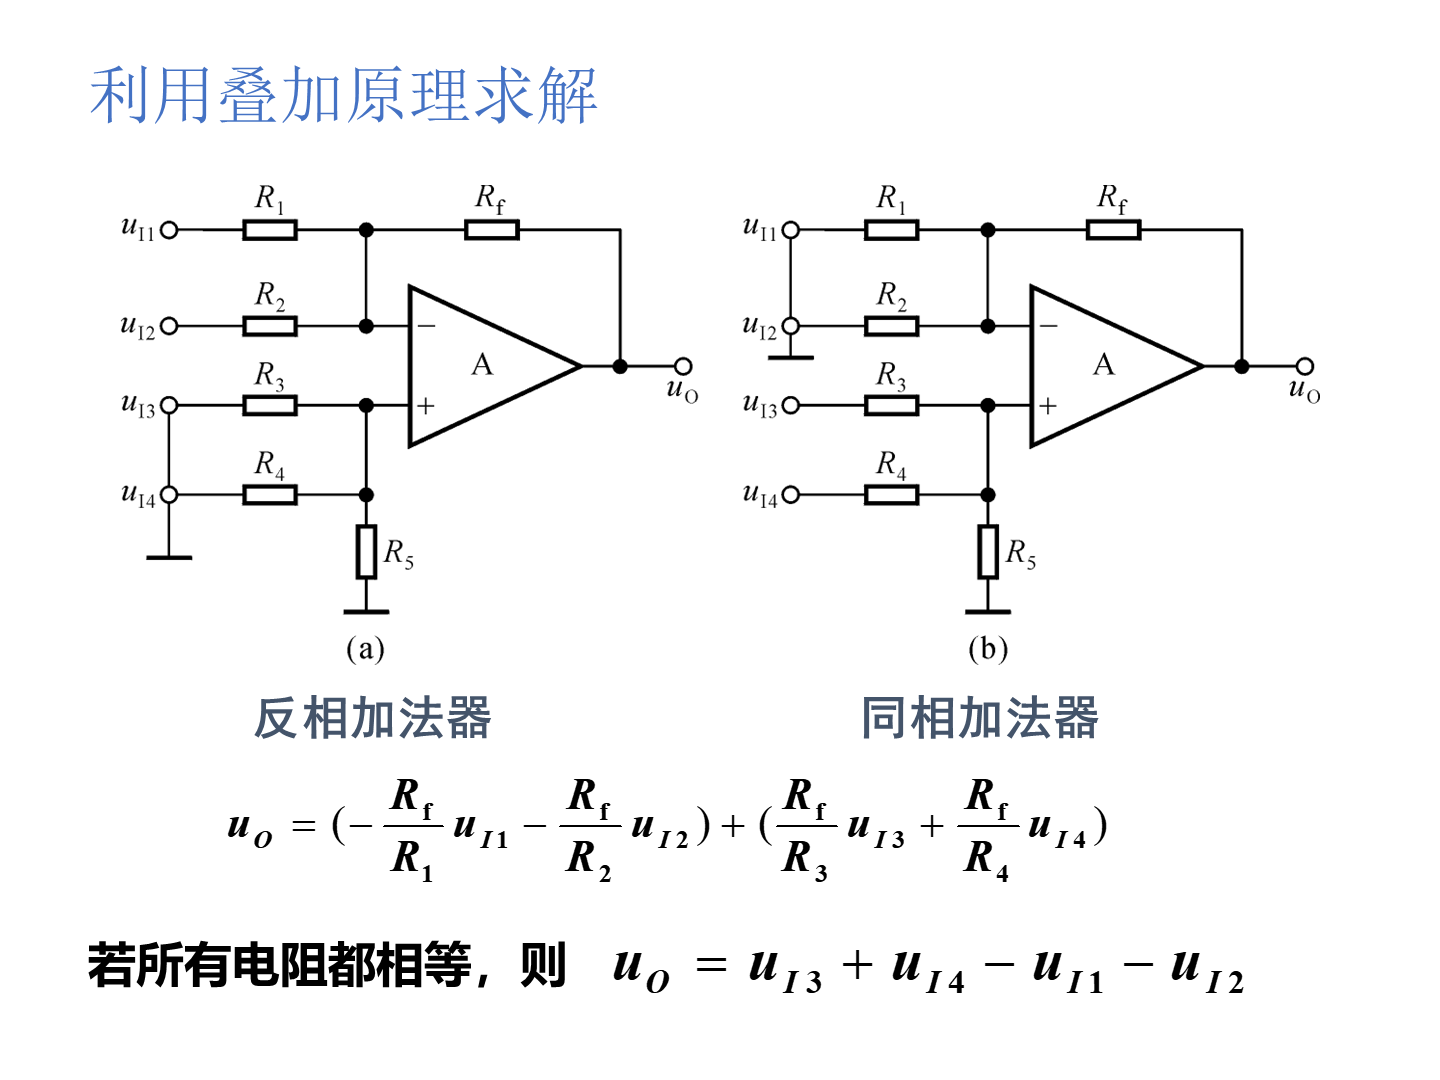 利用叠加原理求解
R1 Rf
uI1
R2
uI2 −
A
R3
uI3 + uO
R4
uI4
R5
(a)
反相加法器
R1 Rf
uI1
R2
uI2 −
A
R3
uI3 + uO
R4
uI4
R5
(b)
同相加法器
uO = (− Rf/R1 uI1 − Rf/R2 uI2) + (Rf/R3 uI3 + Rf/R4 uI4)
若所有电阻都相等，则 uO = uI3 + uI4 − uI1 − uI2